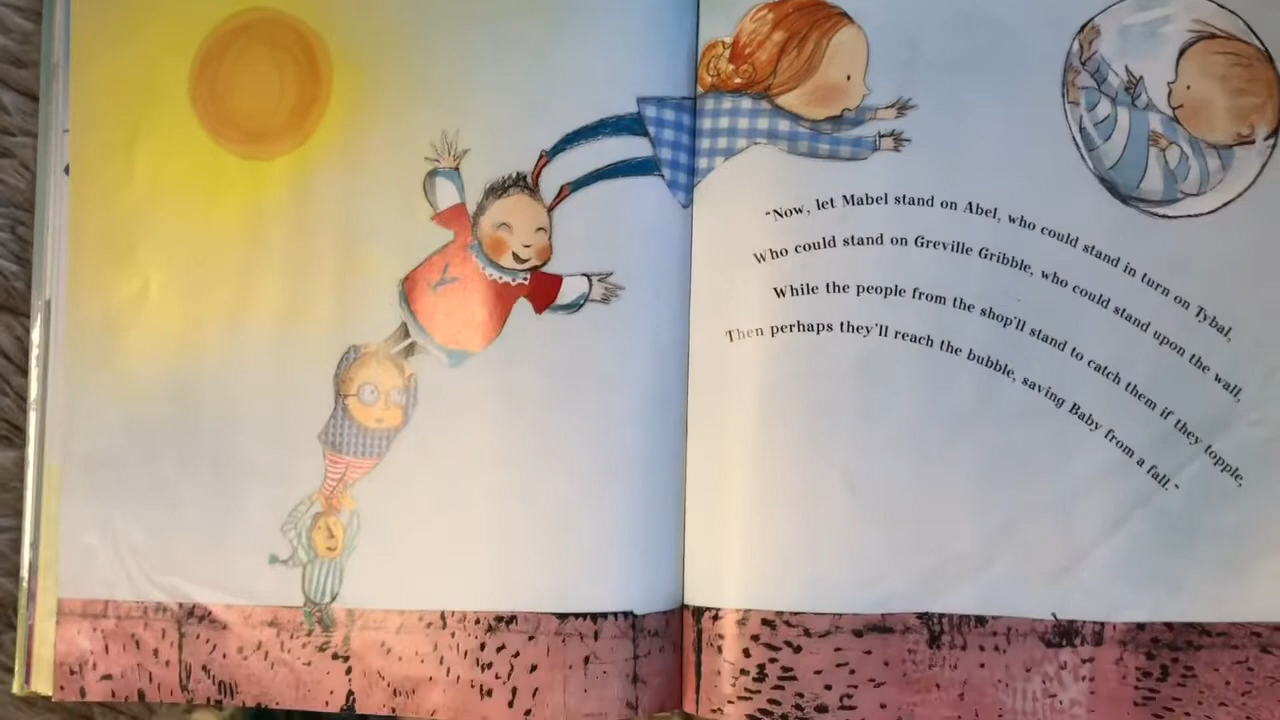 "Now, let Mabel stand on Abel, who could stand in turn on Tybal,
Who could stand on Greville Gribble, who could stand upon the wall,
While the people from the shop'll stand to catch them if they topple,
Then perhaps they'll reach the bubble, saving Baby from a fall."